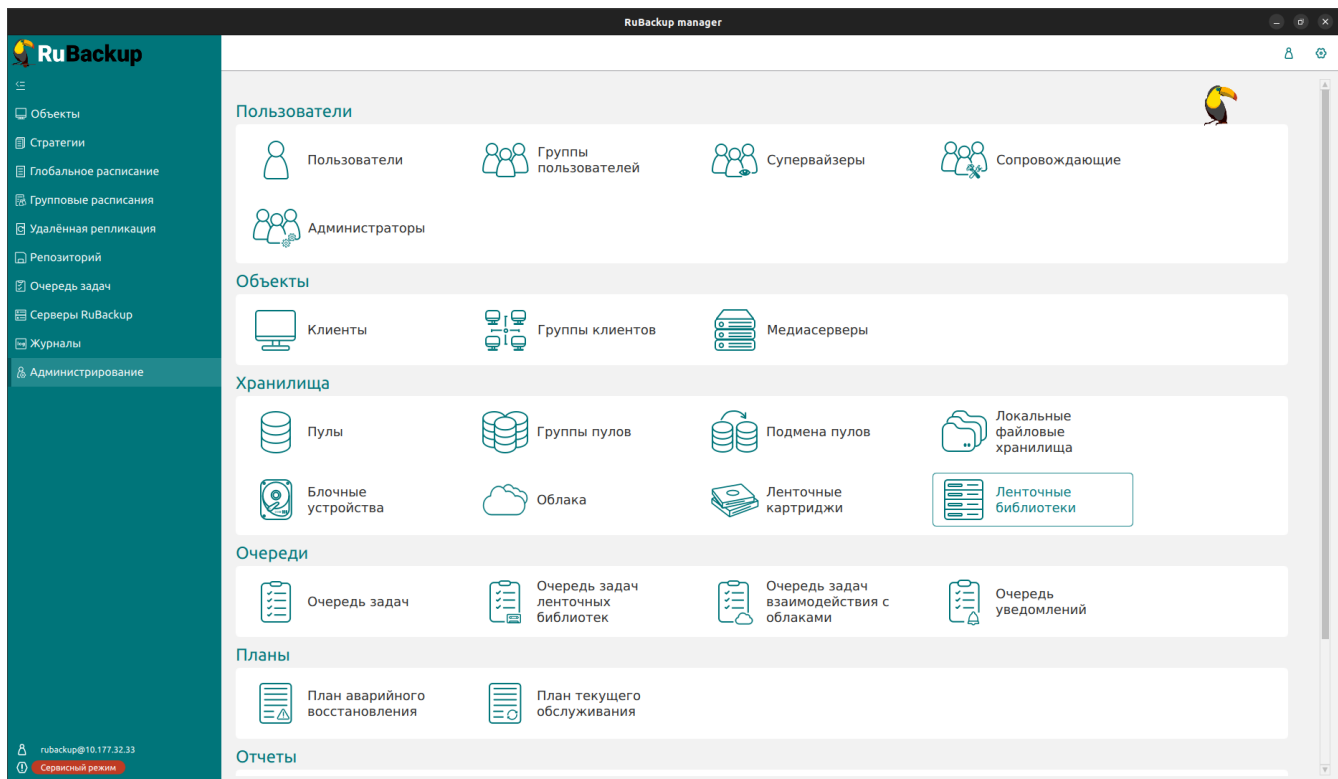 RuBackup manager
RuBackup
Объекты
Стратегии
Глобальное расписание
Групповые расписания
Удалённая репликация
Репозиторий
Очередь задач
Серверы RuBackup
Журналы
Администрирование
rubackup@10.177.32.33
Сервисный режим
Пользователи
Пользователи
Группы
пользователей
Супервайзеры
Сопровождающие
Администраторы
Объекты
Клиенты
Группы клиентов
Медиасерверы
Хранилища
Пулы
Группы пулов
Подмена пулов
Локальные
файловые
хранилища
Блочные
устройства
Облака
Ленточные
картриджи
Ленточные
библиотеки
Очереди
Очередь задач
Очередь задач
ленточных
библиотек
Очередь задач
взаимодействия с
облаками
Очередь
уведомлений
Планы
План аварийного
восстановления
План текущего
обслуживания
Отчеты